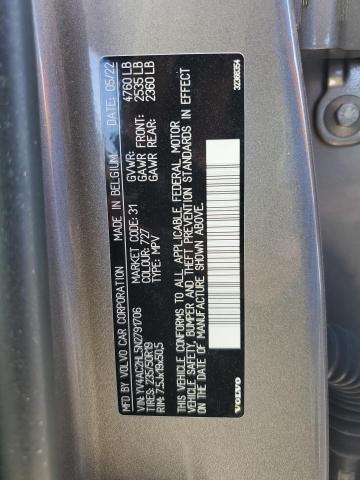 MFD BY VOLVO CAR CORPORATION MADE IN BELGIUM DATE: 05/22
VIN: YV4AC2HL5N2791706 MARKET CODE: 31 GVWR: 4760 LB
TIRES: 235/50R19 COLOUR: 727 GAWR FRONT: 2535 LB
RIM: 7.5Jx19x50,5 TYPE: MPV GAWR REAR: 2360 LB
THIS VEHICLE CONFORMS TO ALL APPLICABLE FEDERAL MOTOR
VEHICLE SAFETY, BUMPER AND THEFT PREVENTION STANDARDS IN EFFECT
ON THE DATE OF MANUFACTURE SHOWN ABOVE.
VOLVO